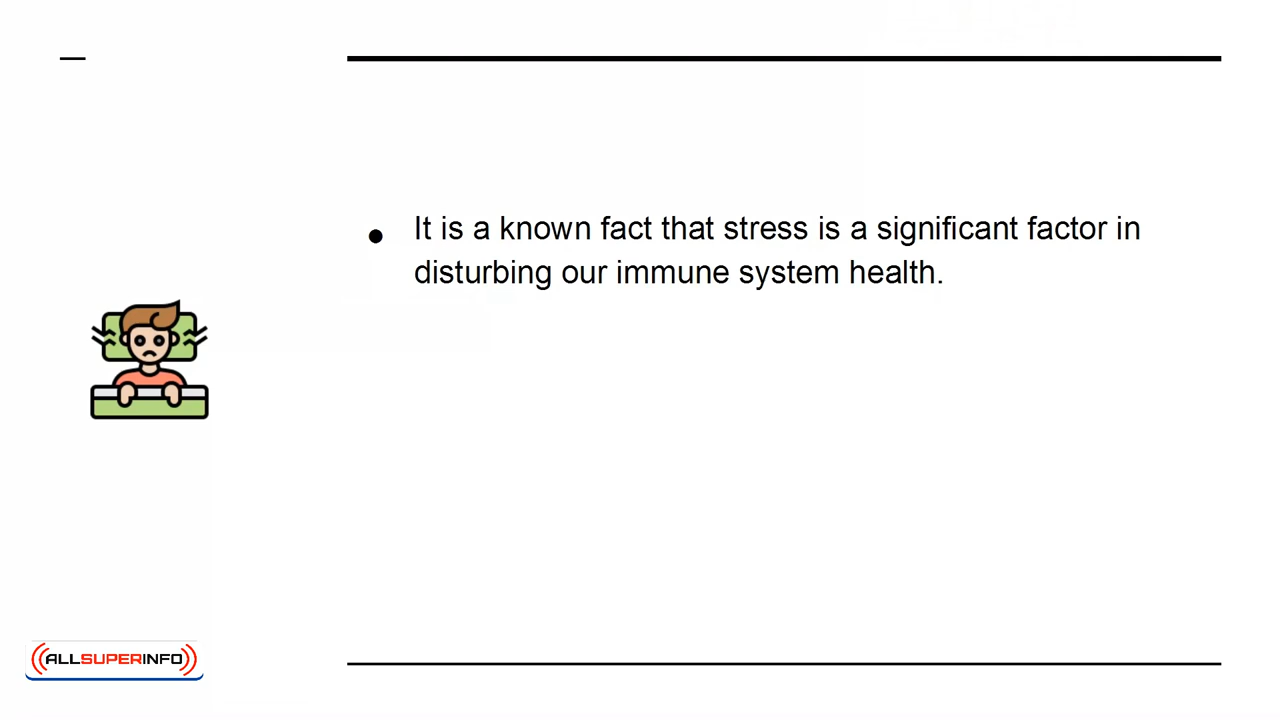 ● It is a known fact that stress is a significant factor in
disturbing our immune system health.
ALLSUPERINFO